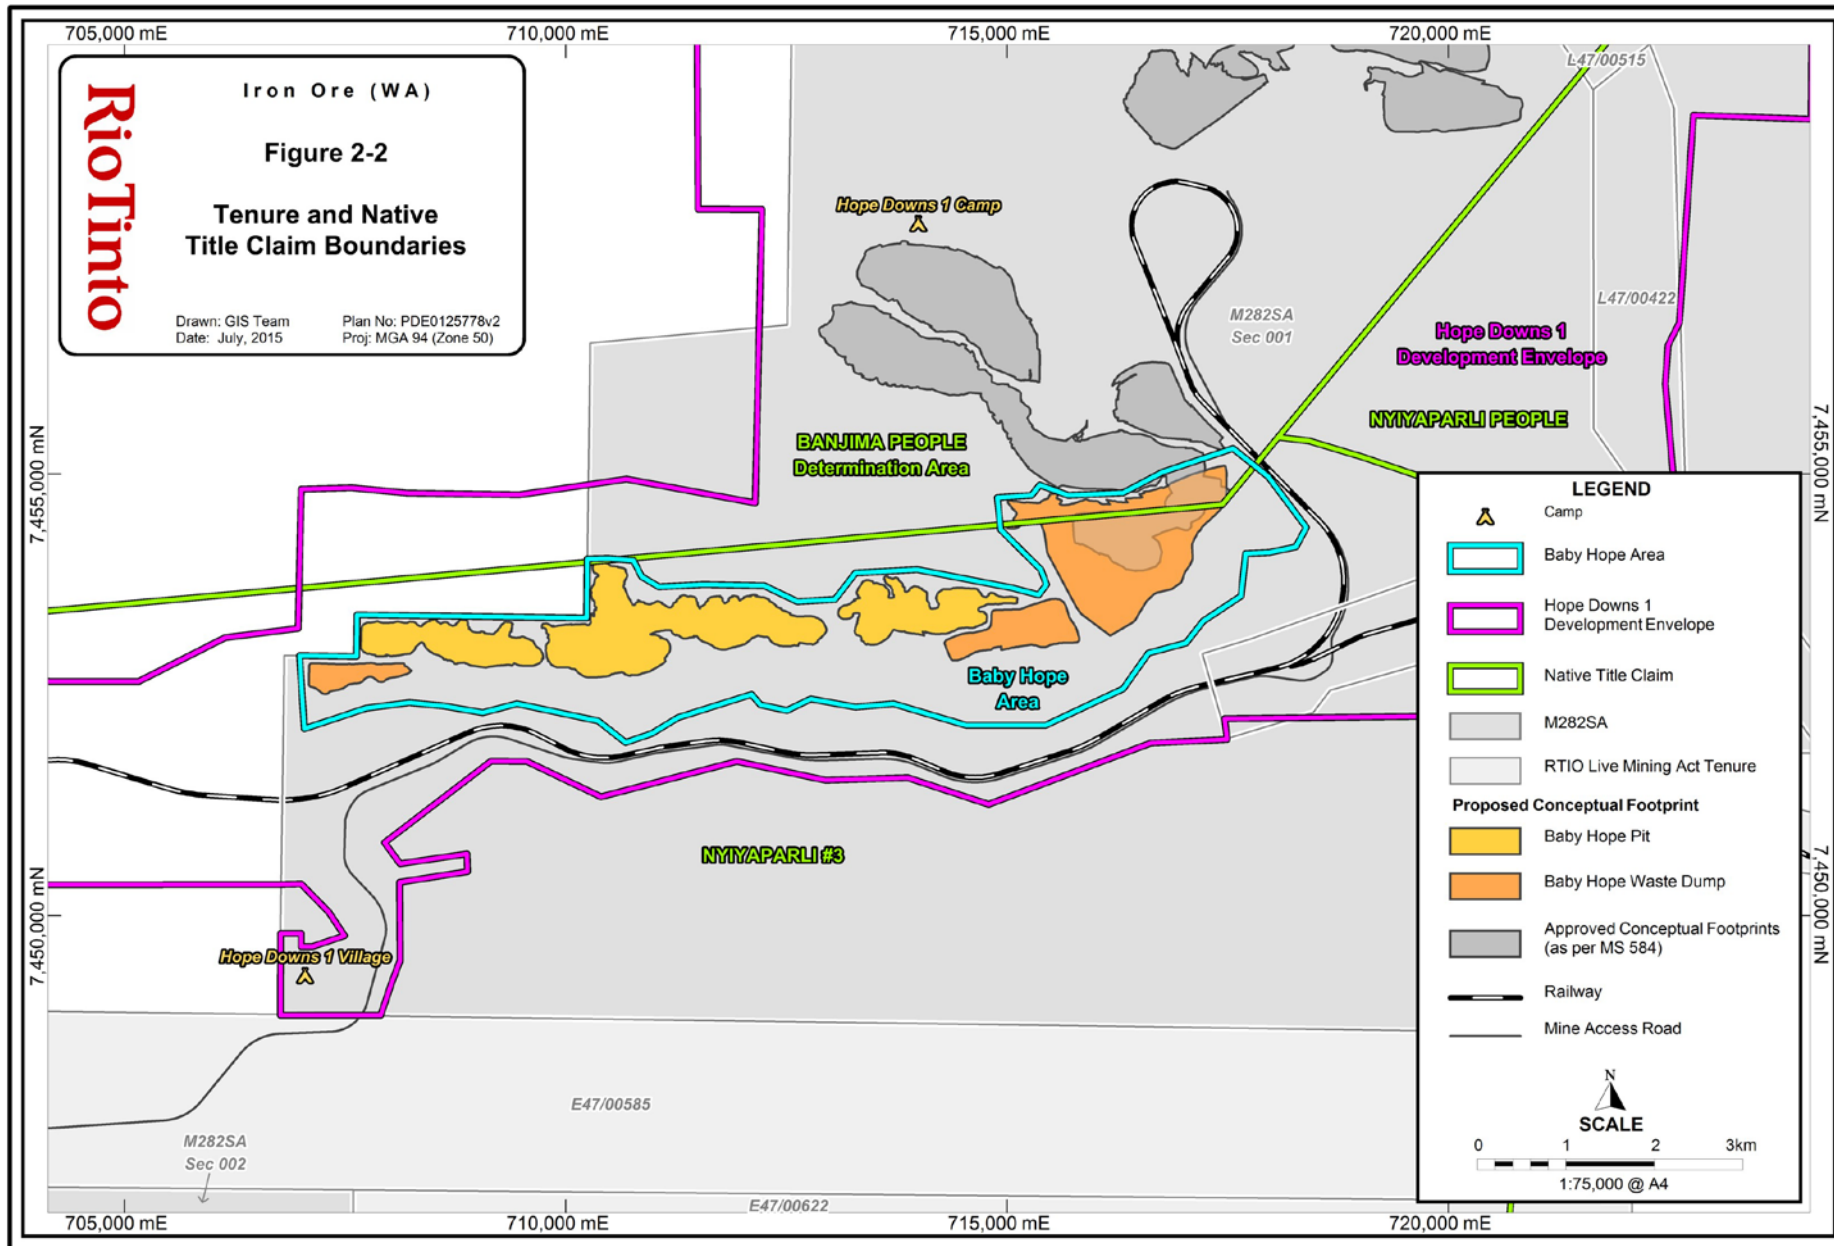 705,000 mE
710,000 mE
715,000 mE
720,000 mE
RioTinto
Iron Ore (WA)
Figure 2-2
Tenure and Native
Title Claim Boundaries
Drawn: GIS Team
Plan No: PDE0125778v2
Date: July, 2015
Proj: MGA 94 (Zone 50)
L47/00515
Hope Downs 1 Camp
L47/00422
M282SA
Sec 001
Hope Downs 1
Development Envelope
NYIYAPARLI PEOPLE
BANJIMA PEOPLE
Determination Area
7,455,000 mN
7,455,000 mN
Baby Hope
Area
NYIYAPARLI #3
7,450,000 mN
7,450,000 mN
Hope Downs 1 Village
E47/00585
M282SA
Sec 002
E47/00622
LEGEND
Camp
Baby Hope Area
Hope Downs 1
Development Envelope
Native Title Claim
M282SA
RTIO Live Mining Act Tenure
Proposed Conceptual Footprint
Baby Hope Pit
Baby Hope Waste Dump
Approved Conceptual Footprints
(as per MS 584)
Railway
Mine Access Road
N
SCALE
0 1 2 3km
1:75,000 @ A4
705,000 mE
710,000 mE
715,000 mE
720,000 mE